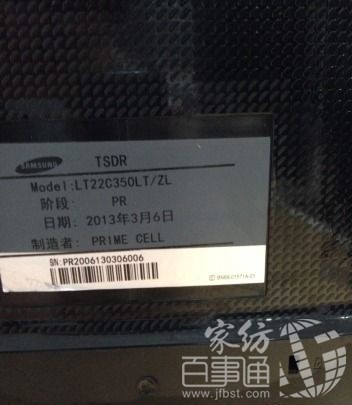 SAMSUNG TSDR
Model:LT22C350LT/ZL
阶段: PR
日期: 2013年3月6日
制造者: PRIME CELL
SN:PR2006130306006
家纺
百事通
www.jfbst.com